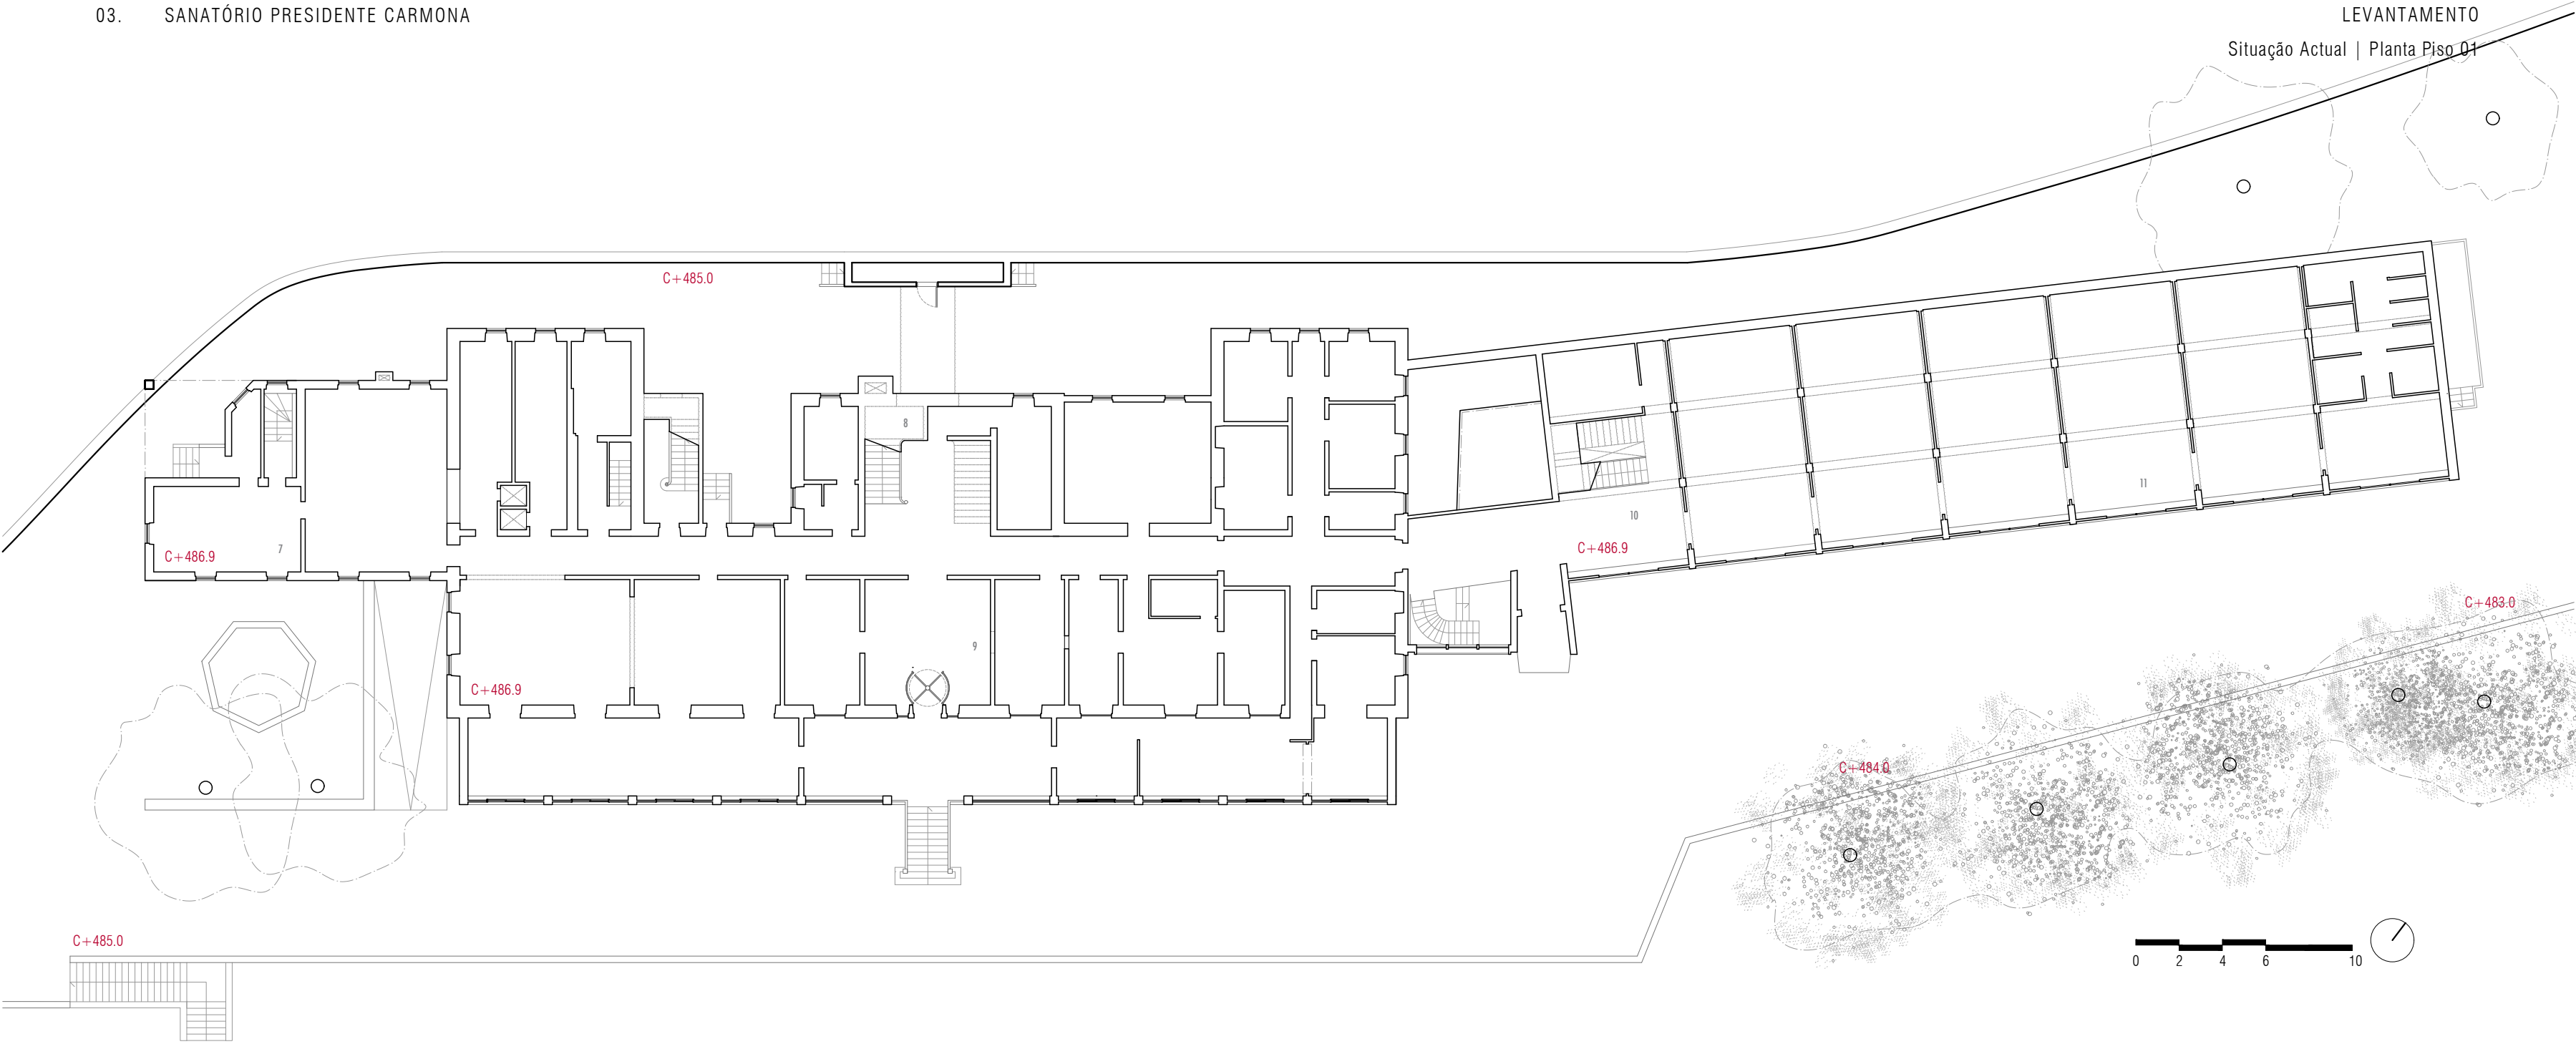 03. SANATÓRIO PRESIDENTE CARMONA
LEVANTAMENTO
Situação Actual | Planta Piso 01
C+485.0
8
11
10
C+486.9
7
C+486.9
C+483.0
9
C+486.9
C+484.0
C+485.0
0 2 4 6 10